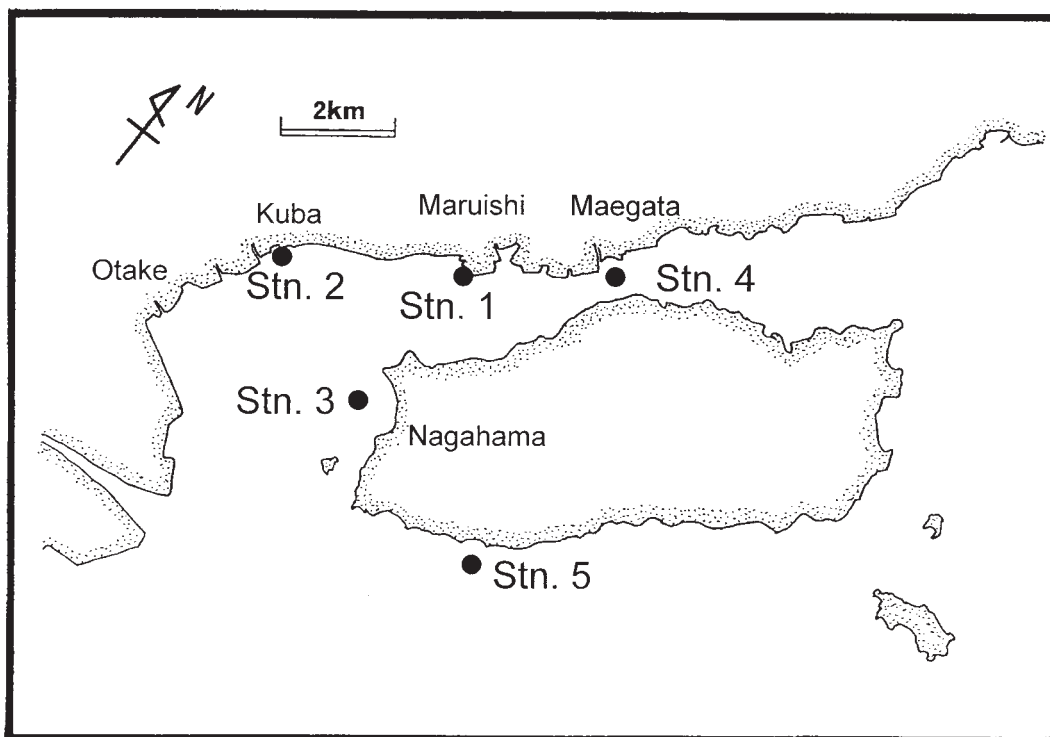 N
2km
Kuba
Maruishi
Maegata
Otake
Stn. 2
Stn. 1
Stn. 4
Stn. 3
Nagahama
Stn. 5